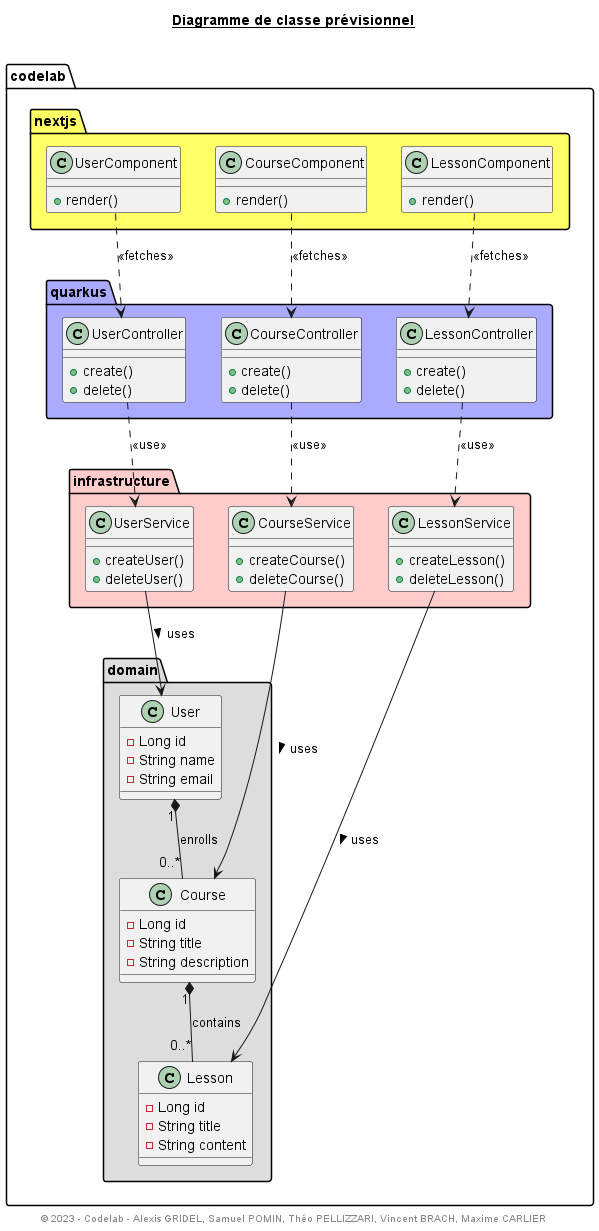 Diagramme de classe prévisionnel
codelab
nextjs
C UserComponent
render()
C CourseComponent
render()
C LessonComponent
render()
«fetches»
«fetches»
«fetches»
quarkus
C UserController
create()
delete()
C CourseController
create()
delete()
C LessonController
create()
delete()
«use»
«use»
«use»
infrastructure
C UserService
createUser()
deleteUser()
C CourseService
createCourse()
deleteCourse()
C LessonService
createLesson()
deleteLesson()
uses
domain
C User
Long id
String name
String email
uses
1
enrolls
0..*
uses
C Course
Long id
String title
String description
1
contains
0..*
C Lesson
Long id
String title
String content
© 2023 - Codelab - Alexis GRIDEL, Samuel POMIN, Théo PELLIZZARI, Vincent BRACH, Maxime CARLIER